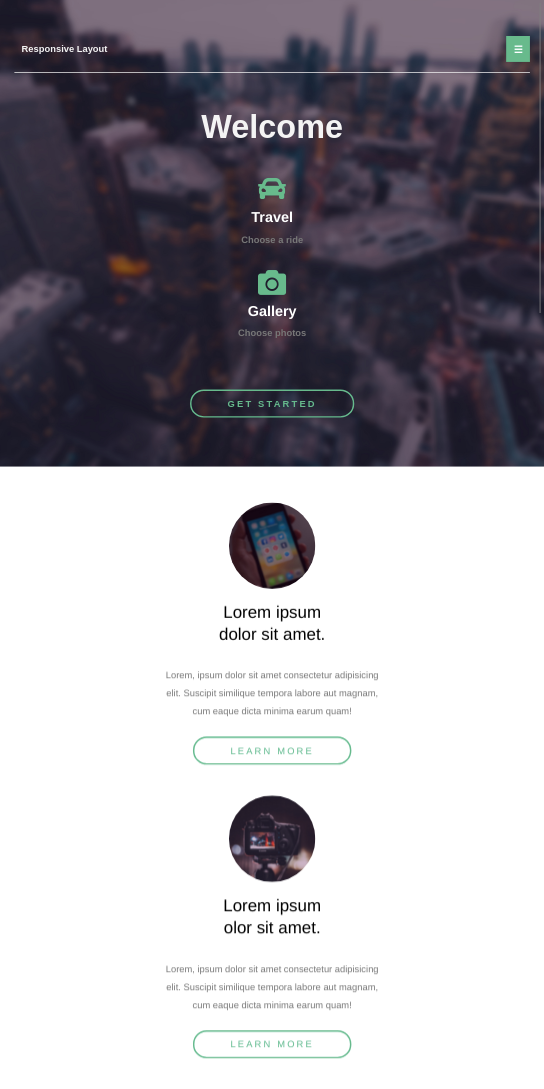 Responsive Layout
Welcome
Travel
Choose a ride
Gallery
Choose photos
GET STARTED
Lorem ipsum
dolor sit amet.
Lorem, ipsum dolor sit amet consectetur adipisicing
elit. Suscipit similique tempora labore aut magnam,
cum eaque dicta minima earum quam!
LEARN MORE
Lorem ipsum
olor sit amet.
Lorem, ipsum dolor sit amet consectetur adipisicing
elit. Suscipit similique tempora labore aut magnam,
cum eaque dicta minima earum quam!
LEARN MORE